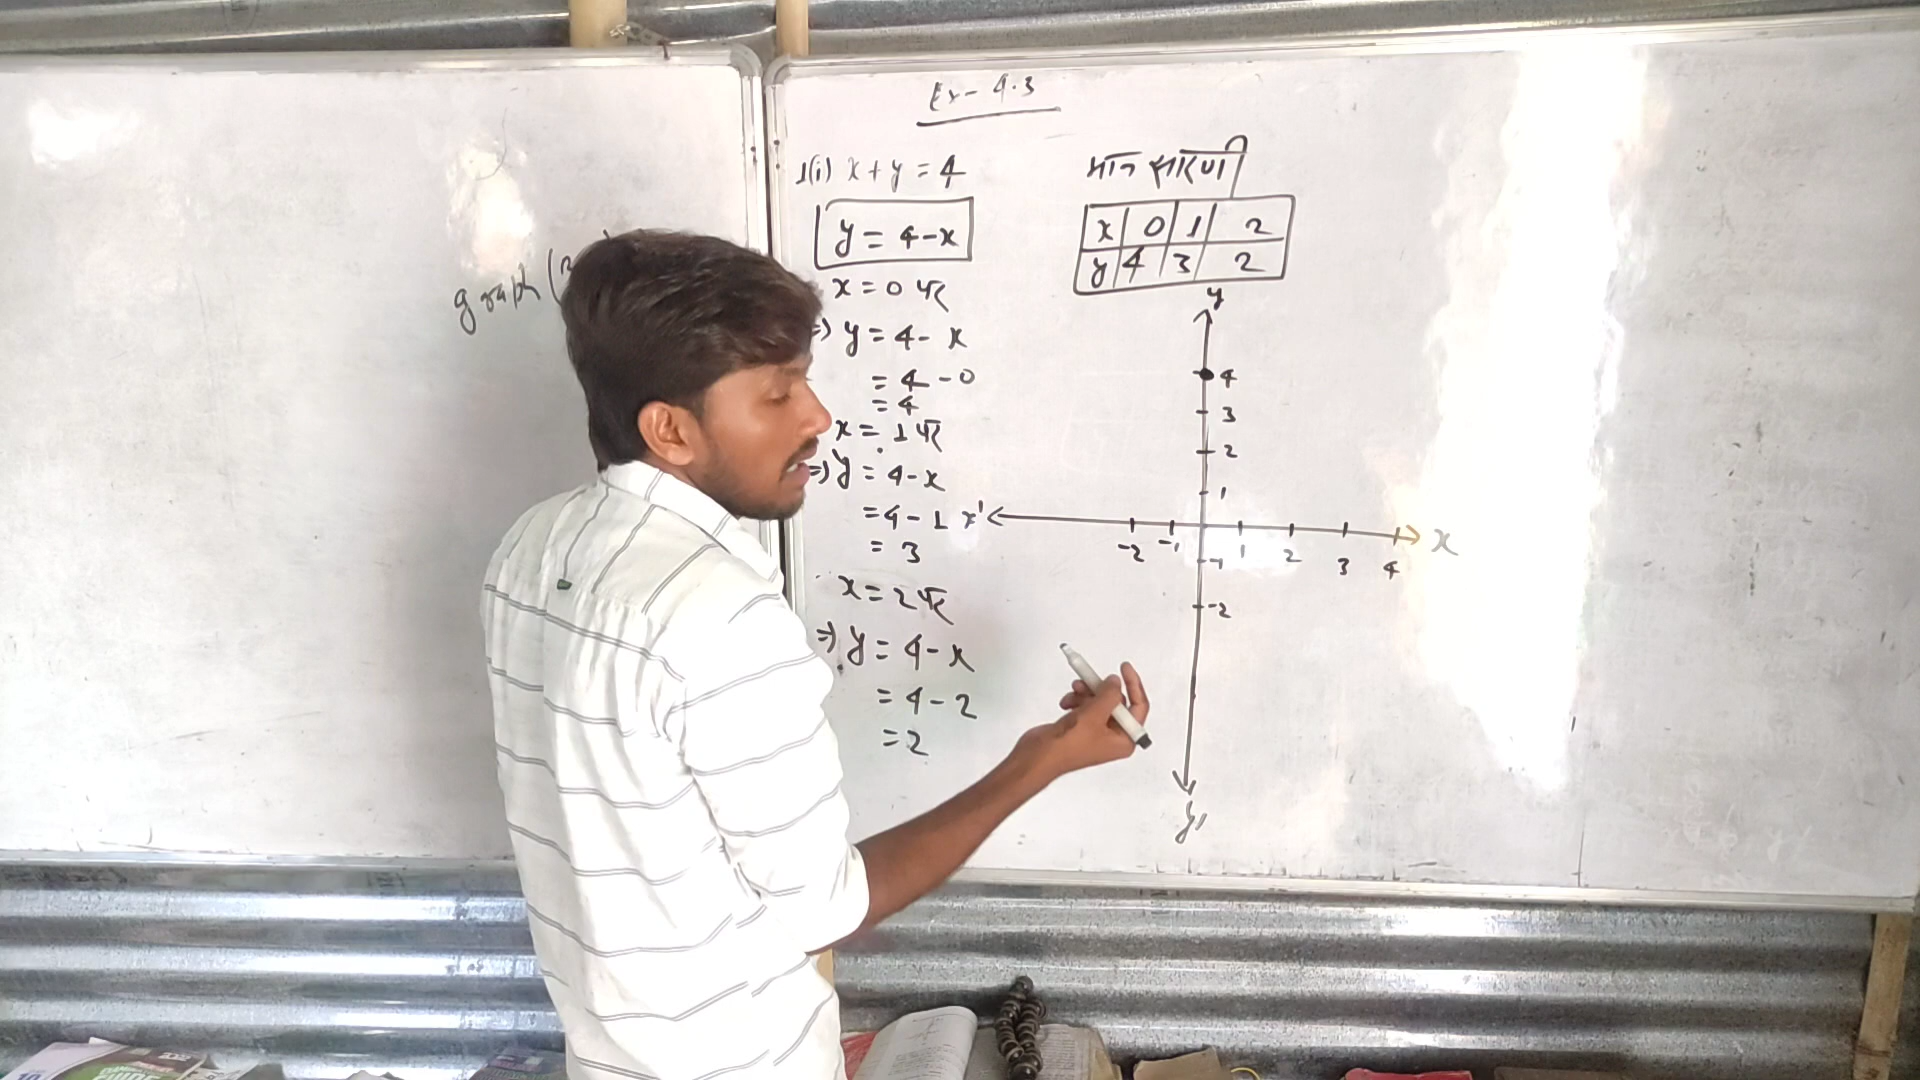 Ex- 4.3
1(i) x + y = 4
y = 4-x
x = 0 पर
=> y = 4- x
= 4 - 0
= 4
x = 1 पर
=> y = 4-x
= 4 - 1
= 3
x = 2 पर
=> y = 4-x
= 4 - 2
= 2
मान सारणी
x 0 1 2
y 4 3 2
y
4
3
2
1
x' -2 -1 1 2 3 4 x
-1
-2
y'
graph